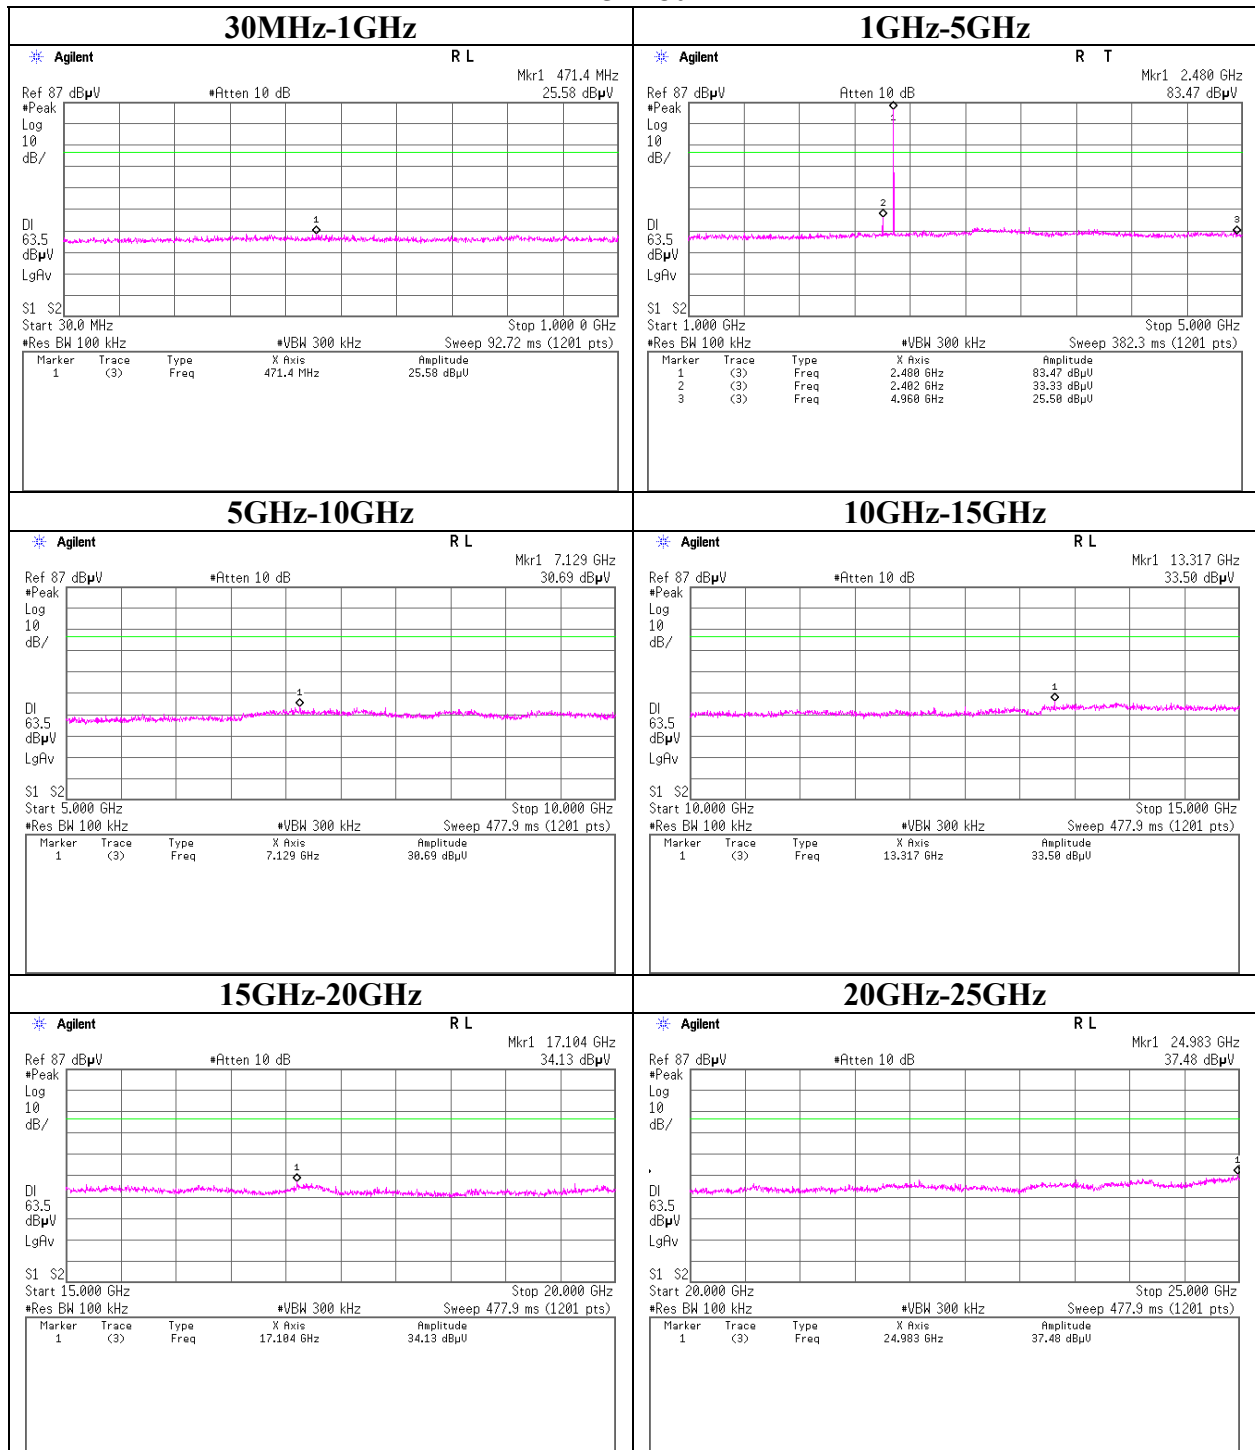 30MHz-1GHz
Agilent R L
Mkr1 471.4 MHz
Ref 87 dBµV #Atten 10 dB 25.58 dBµV
#Peak
Log
10
dB/
1
DI
63.5
dBµV
LgAv
S1 S2
Start 30.0 MHz Stop 1.000 0 GHz
#Res BW 100 kHz #VBW 300 kHz Sweep 92.72 ms (1201 pts)
Marker Trace Type X Axis Amplitude
1 (3) Freq 471.4 MHz 25.58 dBµV
1GHz-5GHz
Agilent R T
Mkr1 2.480 GHz
Ref 87 dBµV Atten 10 dB 83.47 dBµV
#Peak
Log
10
dB/
1
2
3
DI
63.5
dBµV
LgAv
S1 S2
Start 1.000 GHz Stop 5.000 GHz
#Res BW 100 kHz #VBW 300 kHz Sweep 382.3 ms (1201 pts)
Marker Trace Type X Axis Amplitude
1 (3) Freq 2.480 GHz 83.47 dBµV
2 (3) Freq 2.402 GHz 33.33 dBµV
3 (3) Freq 4.960 GHz 25.50 dBµV
5GHz-10GHz
Agilent R L
Mkr1 7.129 GHz
Ref 87 dBµV #Atten 10 dB 30.69 dBµV
#Peak
Log
10
dB/
1
DI
63.5
dBµV
LgAv
S1 S2
Start 5.000 GHz Stop 10.000 GHz
#Res BW 100 kHz #VBW 300 kHz Sweep 477.9 ms (1201 pts)
Marker Trace Type X Axis Amplitude
1 (3) Freq 7.129 GHz 30.69 dBµV
10GHz-15GHz
Agilent R L
Mkr1 13.317 GHz
Ref 87 dBµV #Atten 10 dB 33.50 dBµV
#Peak
Log
10
dB/
1
DI
63.5
dBµV
LgAv
S1 S2
Start 10.000 GHz Stop 15.000 GHz
#Res BW 100 kHz #VBW 300 kHz Sweep 477.9 ms (1201 pts)
Marker Trace Type X Axis Amplitude
1 (3) Freq 13.317 GHz 33.50 dBµV
15GHz-20GHz
Agilent R L
Mkr1 17.104 GHz
Ref 87 dBµV #Atten 10 dB 34.13 dBµV
#Peak
Log
10
dB/
1
DI
63.5
dBµV
LgAv
S1 S2
Start 15.000 GHz Stop 20.000 GHz
#Res BW 100 kHz #VBW 300 kHz Sweep 477.9 ms (1201 pts)
Marker Trace Type X Axis Amplitude
1 (3) Freq 17.104 GHz 34.13 dBµV
20GHz-25GHz
Agilent R L
Mkr1 24.983 GHz
Ref 87 dBµV #Atten 10 dB 37.48 dBµV
#Peak
Log
10
dB/
1
DI
63.5
dBµV
LgAv
S1 S2
Start 20.000 GHz Stop 25.000 GHz
#Res BW 100 kHz #VBW 300 kHz Sweep 477.9 ms (1201 pts)
Marker Trace Type X Axis Amplitude
1 (3) Freq 24.983 GHz 37.48 dBµV